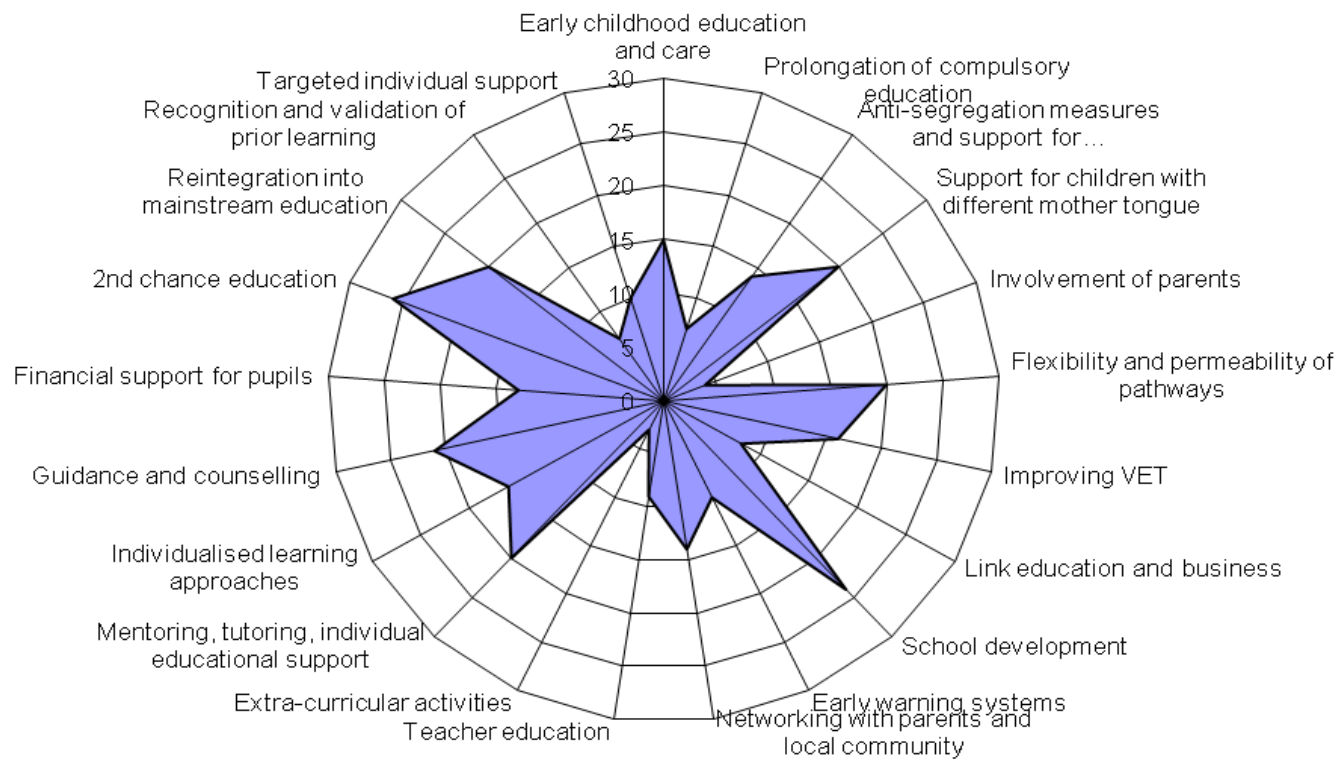 Early childhood education
and care
Prolongation of compulsory
education
Anti-segregation measures
and support for...
Support for children with
different mother tongue
Involvement of parents
Flexibility and permeability of
pathways
Improving VET
Link education and business
School development
Early warning systems
Networking with parents and
local community
Teacher education
Extra-curricular activities
Mentoring, tutoring, individual
educational support
Individualised learning
approaches
Guidance and counselling
Financial support for pupils
2nd chance education
Reintegration into
mainstream education
Recognition and validation of
prior learning
Targeted individual support
30
25
20
15
10
5
0